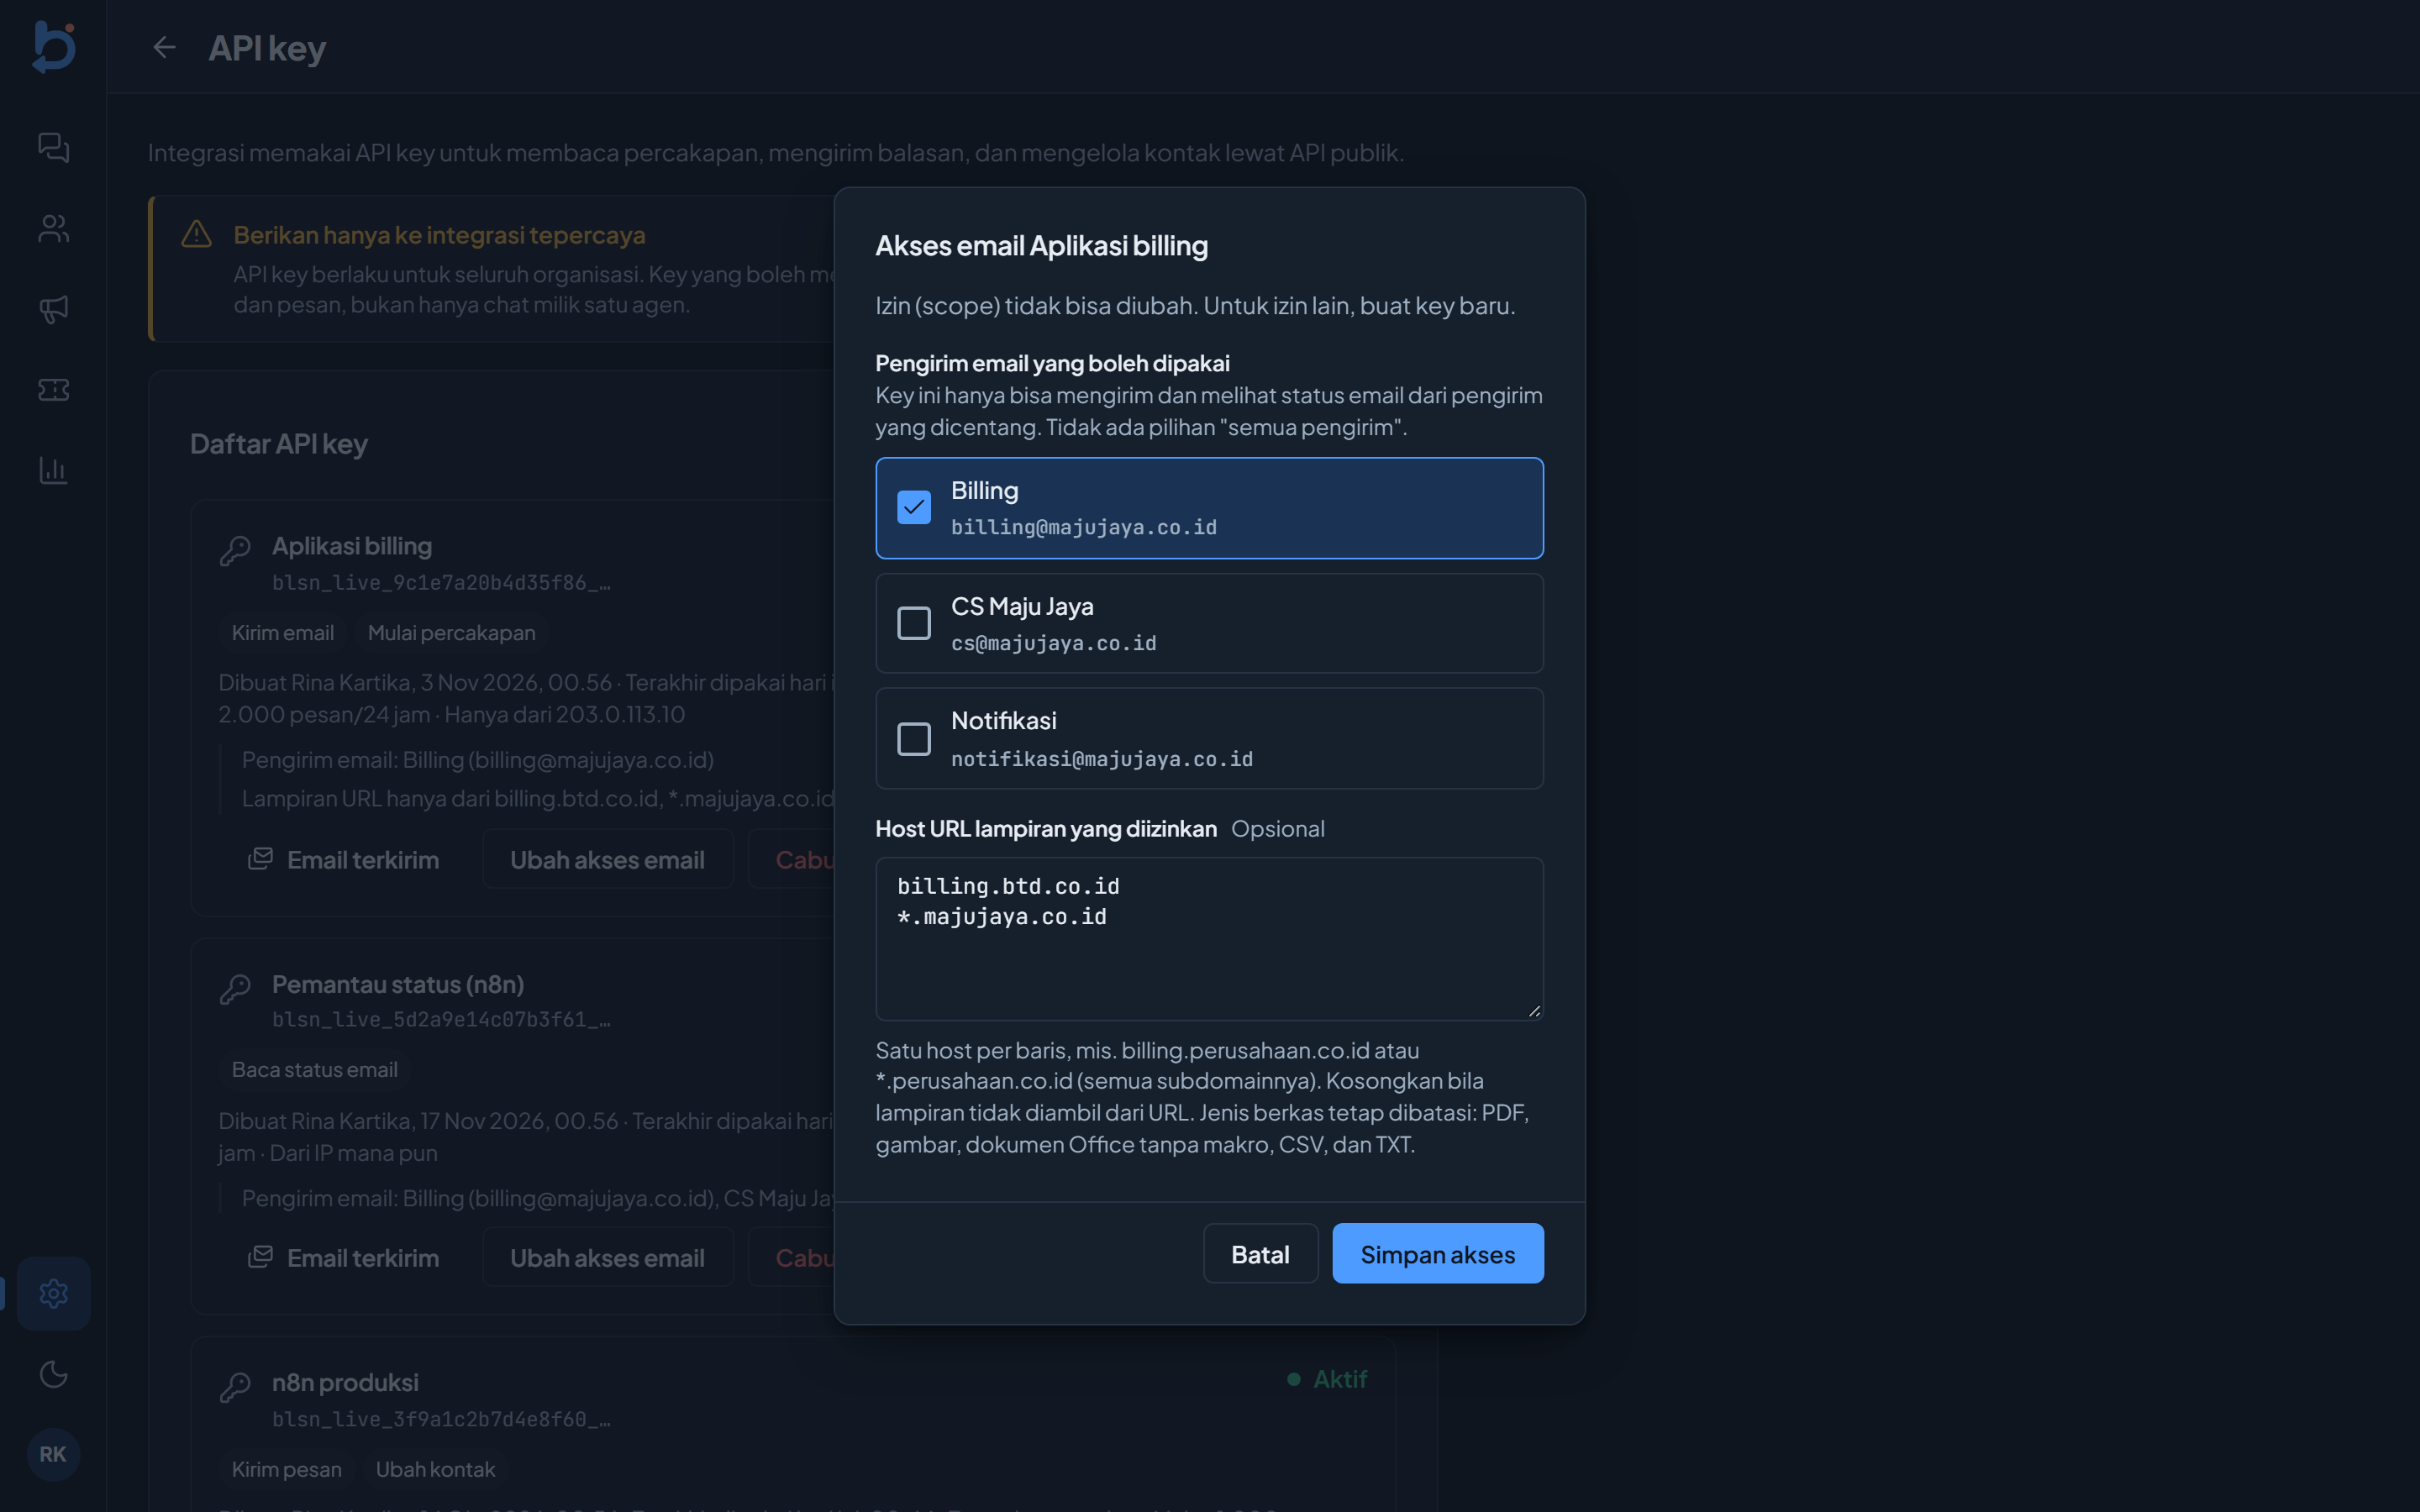 API key
Integrasi memakai API key untuk membaca percakapan, mengirim balasan, dan mengelola kontak lewat API publik.
Berikan hanya ke integrasi tepercaya
API key berlaku untuk seluruh organisasi. Key yang boleh
dan pesan, bukan hanya chat milik satu agen.
Daftar API key
Aplikasi billing
blsn_live_9c1e7a20b4d35f86_…
Kirim email
Mulai percakapan
Dibuat Rina Kartika, 3 Nov 2026, 00.56 · Terakhir dipakai hari
2.000 pesan/24 jam · Hanya dari 203.0.113.10
Pengirim email: Billing (billing@majujaya.co.id)
Lampiran URL hanya dari billing.btd.co.id, *.majujaya.co.id
Email terkirim
Ubah akses email
Cabu
Pemantau status (n8n)
blsn_live_5d2a9e14c07b3f61_…
Baca status email
Dibuat Rina Kartika, 17 Nov 2026, 00.56 · Terakhir dipakai hari
jam · Dari IP mana pun
Pengirim email: Billing (billing@majujaya.co.id), CS Maju Ja
Email terkirim
Ubah akses email
Cabu
n8n produksi
Aktif
blsn_live_3f9a1c2b7d4e8f60_…
Kirim pesan
Ubah kontak
RK
Akses email Aplikasi billing
Izin (scope) tidak bisa diubah. Untuk izin lain, buat key baru.
Pengirim email yang boleh dipakai
Key ini hanya bisa mengirim dan melihat status email dari pengirim
yang dicentang. Tidak ada pilihan "semua pengirim".
Billing
billing@majujaya.co.id
CS Maju Jaya
cs@majujaya.co.id
Notifikasi
notifikasi@majujaya.co.id
Host URL lampiran yang diizinkan Opsional
billing.btd.co.id
*.majujaya.co.id
Satu host per baris, mis. billing.perusahaan.co.id atau
*.perusahaan.co.id (semua subdomainnya). Kosongkan bila
lampiran tidak diambil dari URL. Jenis berkas tetap dibatasi: PDF,
gambar, dokumen Office tanpa makro, CSV, dan TXT.
Batal
Simpan akses